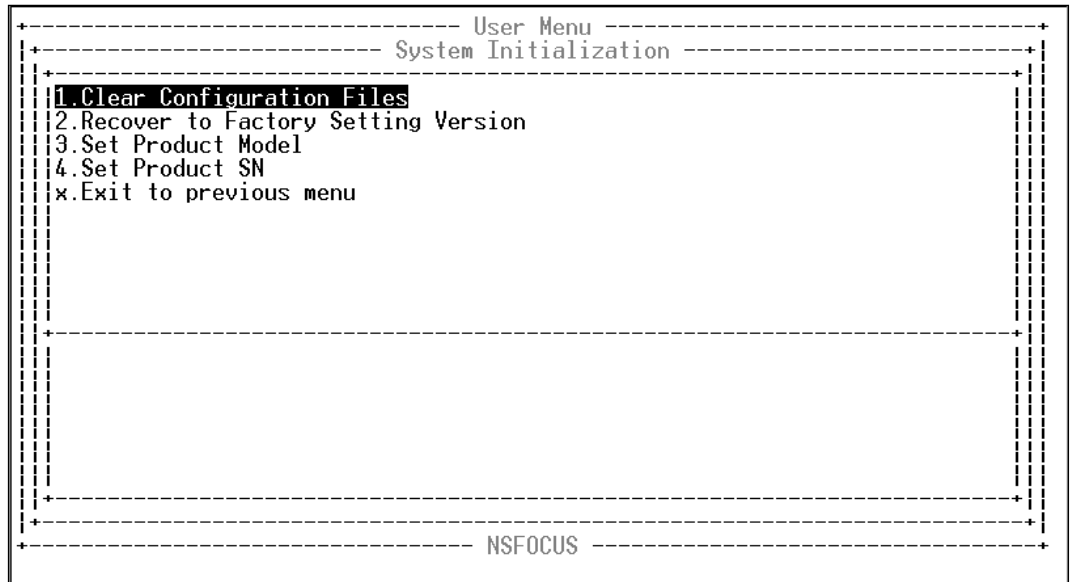 User Menu
System Initialization
1.Clear Configuration Files
2.Recover to Factory Setting Version
3.Set Product Model
4.Set Product SN
x.Exit to previous menu
NSFOCUS